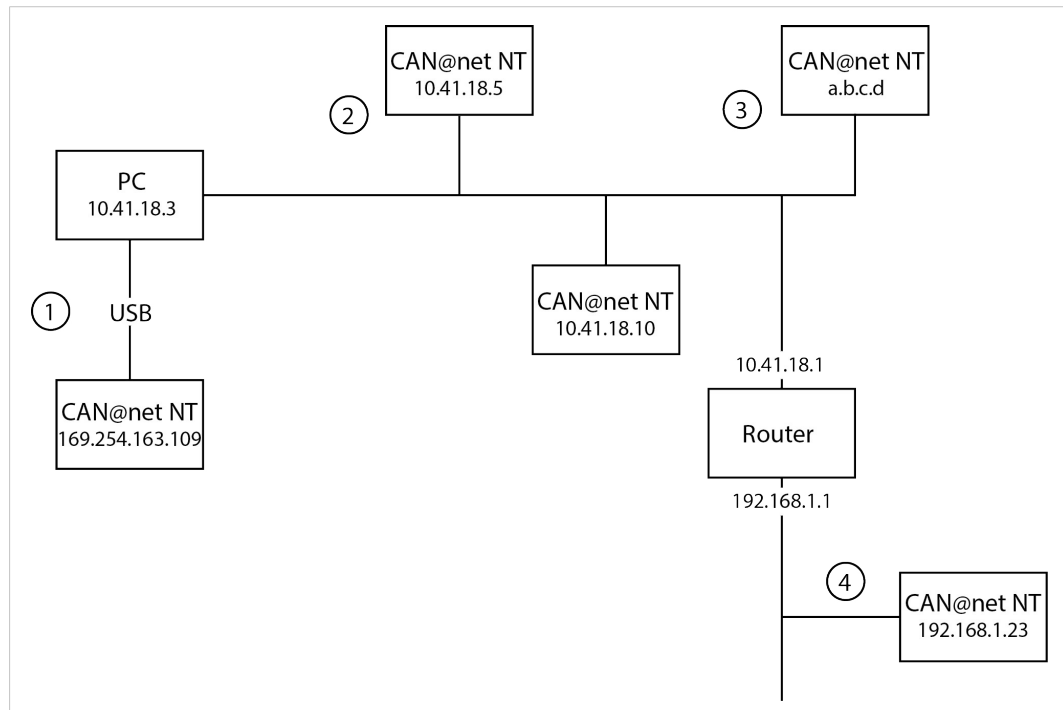 CAN@net NT
10.41.18.5
2
CAN@net NT
a.b.c.d
3
PC
10.41.18.3
1
USB
CAN@net NT
10.41.18.10
10.41.18.1
CAN@net NT
169.254.163.109
Router
192.168.1.1
4
CAN@net NT
192.168.1.23